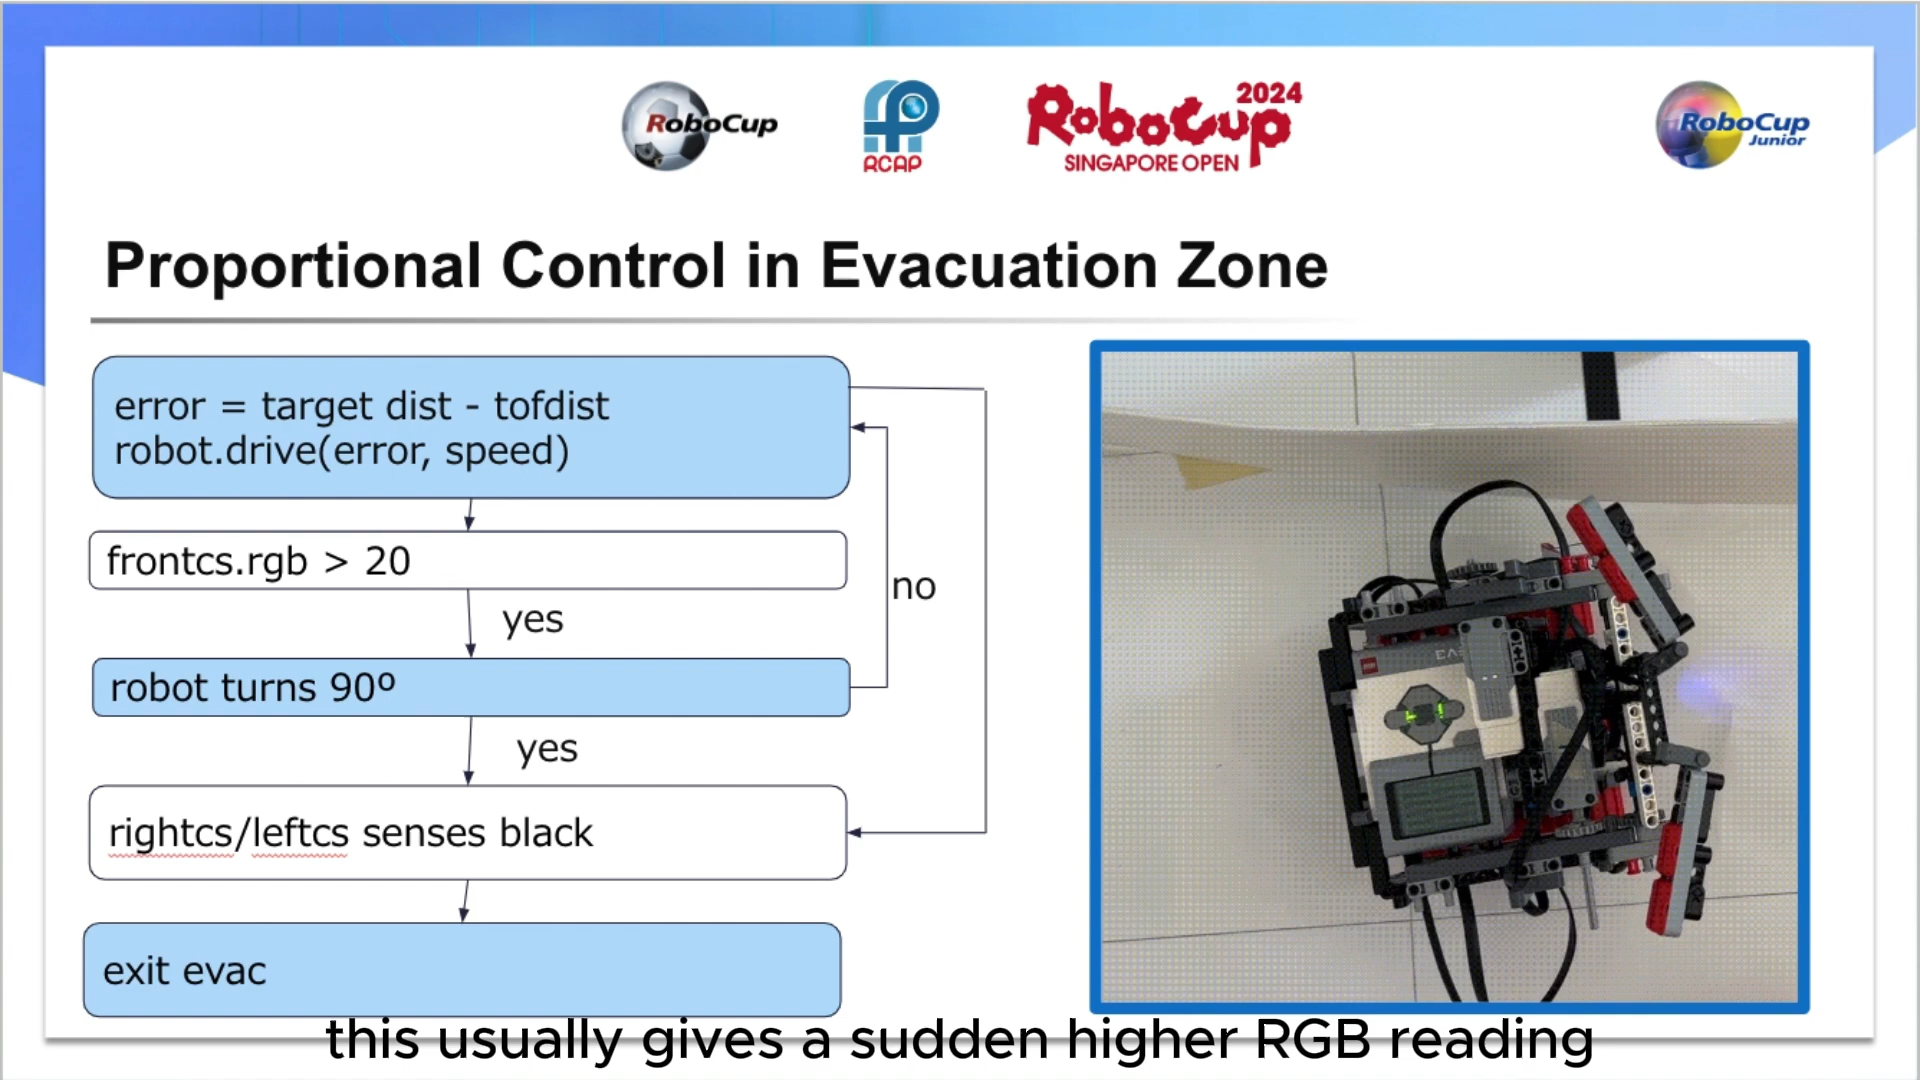 RoboCup
RCAP
RoboCup 2024
SINGAPORE OPEN
RoboCup
Junior
Proportional Control in Evacuation Zone
error = target dist - tofdist
robot.drive(error, speed)
frontcs.rgb > 20
no
yes
robot turns 90º
yes
rightcs/leftcs senses black
exit evac
this usually gives a sudden higher RGB reading